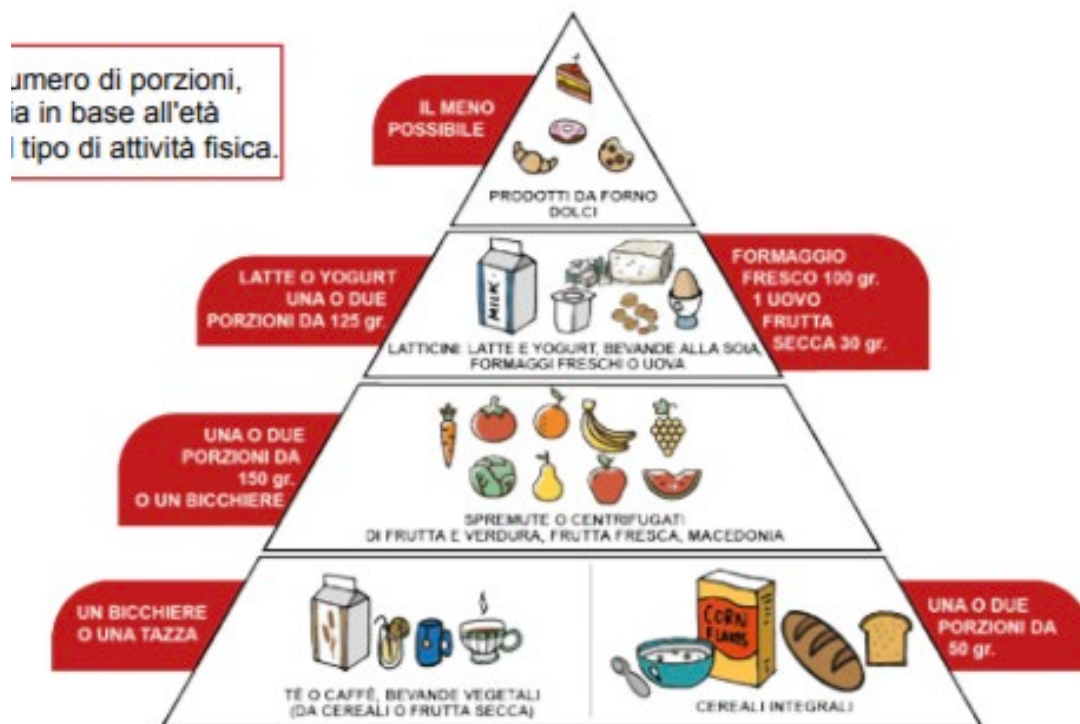 umero di porzioni,
ia in base all'età
l tipo di attività fisica.
IL MENO
POSSIBILE
PRODOTTI DA FORNO
DOLCI
LATTE O YOGURT
UNA O DUE
PORZIONI DA 125 gr.
FORMAGGIO
FRESCO 100 gr.
1 UOVO
FRUTTA
SECCA 30 gr.
MILK
LATTICINI: LATTE E YOGURT, BEVANDE ALLA SOIA,
FORMAGGI FRESCHI O UOVA
UNA O DUE
PORZIONI DA
150 gr.
O UN BICCHIERE
SPREMUTE O CENTRIFUGATI
DI FRUTTA E VERDURA, FRUTTA FRESCA, MACEDONIA
UN BICCHIERE
O UNA TAZZA
CORN
FLAKES
UNA O DUE
PORZIONI DA
50 gr.
TÈ O CAFFÈ, BEVANDE VEGETALI
(DA CEREALI O FRUTTA SECCA)
CEREALI INTEGRALI